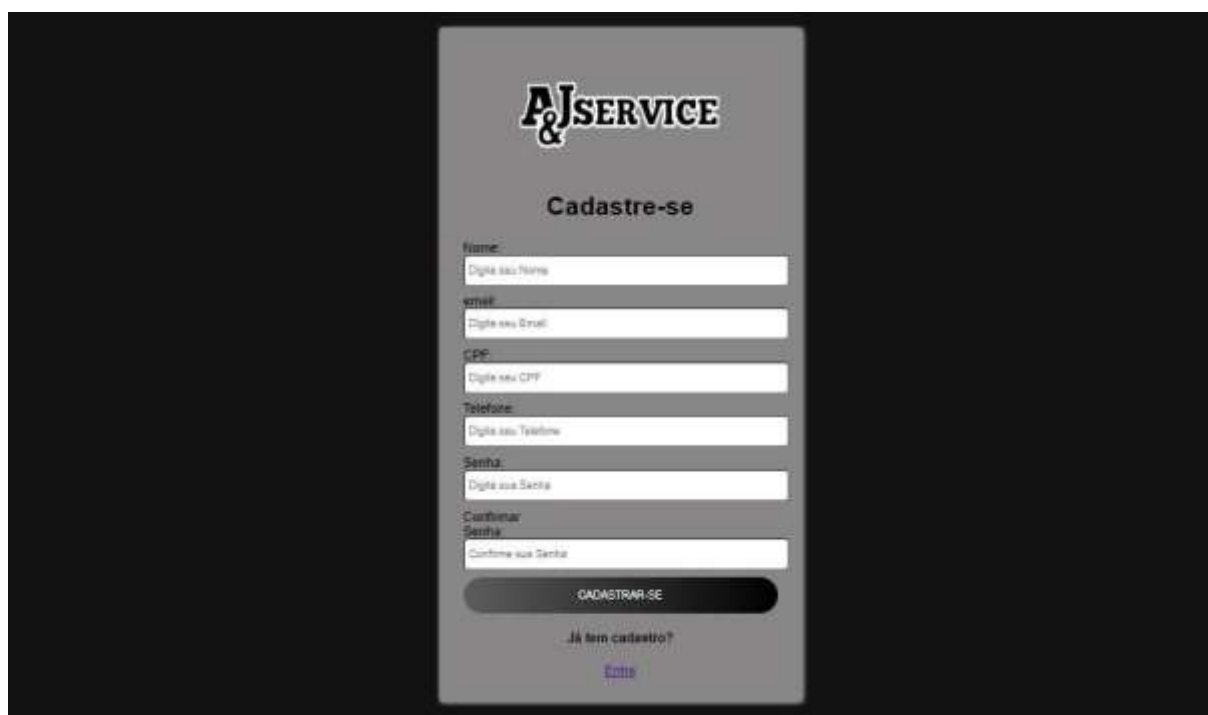 A&JSERVICE
Cadastre-se
Nome:
Digite seu Nome
email:
Digite seu Email
CPF:
Digite seu CPF
Telefone:
Digite seu Telefone
Senha:
Digite sua Senha
Confirmar
Senha:
Confirme sua Senha
CADASTRAR-SE
Já tem cadastro?
Entre